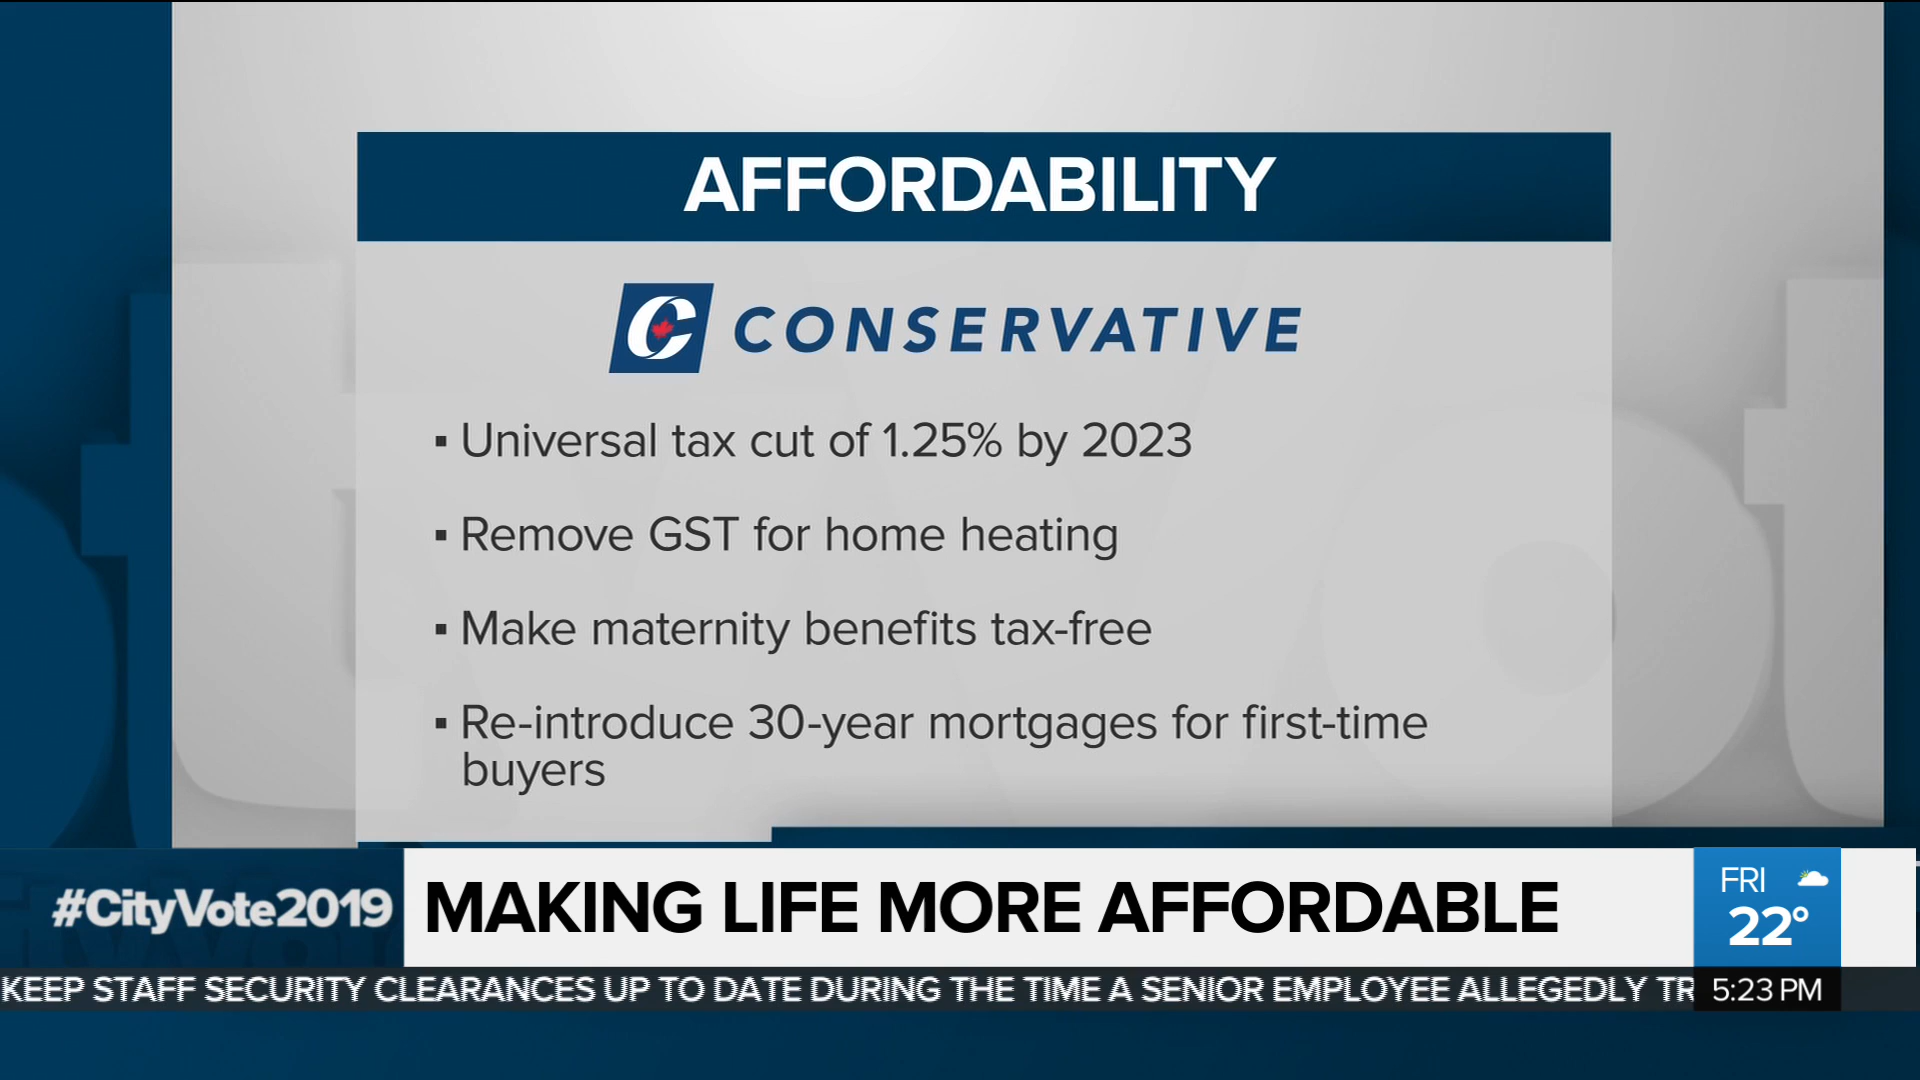 AFFORDABILITY
CONSERVATIVE
▪ Universal tax cut of 1.25% by 2023
▪ Remove GST for home heating
▪ Make maternity benefits tax-free
▪ Re-introduce 30-year mortgages for first-time
buyers
#CityVote2019
MAKING LIFE MORE AFFORDABLE
FRI
22°
KEEP STAFF SECURITY CLEARANCES UP TO DATE DURING THE TIME A SENIOR EMPLOYEE ALLEGEDLY TR
5:23 PM